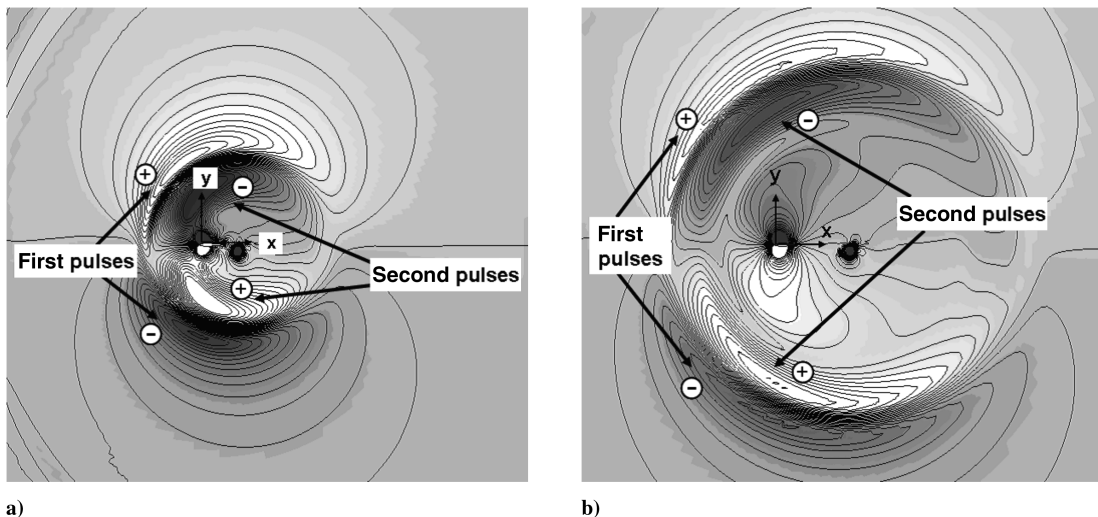 +
−
y
x
First pulses
Second pulses
+
−
a)
+
−
y
x
First
pulses
Second pulses
+
−
b)